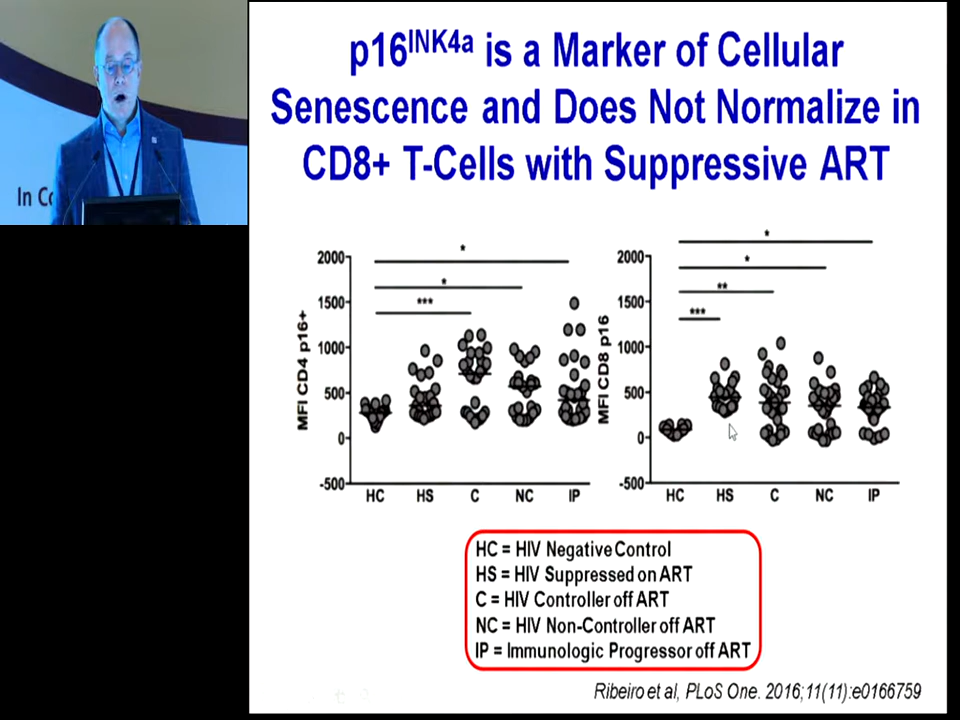 p16INK4a is a Marker of Cellular
Senescence and Does Not Normalize in
CD8+ T-Cells with Suppressive ART
In
*
*
***
2000
1500
1000
500
0
-500
MFI CD4 p16+
HC HS C NC IP
*
*
**
***
2000
1500
1000
500
0
-500
MFI CD8 p16
HC HS C NC IP
HC = HIV Negative Control
HS = HIV Suppressed on ART
C = HIV Controller off ART
NC = HIV Non-Controller off ART
IP = Immunologic Progressor off ART
Ribeiro et al, PLoS One. 2016;11(11):e0166759